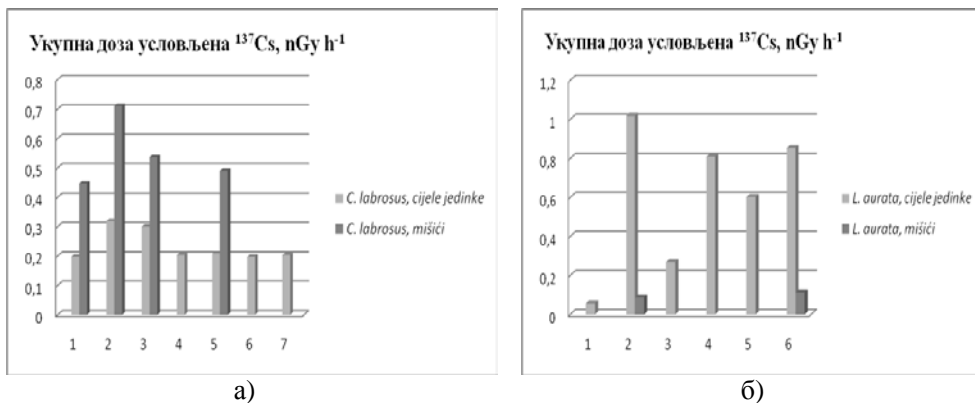 Укупна доза условљена ¹³⁷Cs, nGy h⁻¹
0,8
0,7
0,6
0,5
0,4
0,3
0,2
0,1
0
1 2 3 4 5 6 7
C. labrosus, cijele jedinke
C. labrosus, mišići
а)
Укупна доза условљена ¹³⁷Cs, nGy h⁻¹
1,2
1
0,8
0,6
0,4
0,2
0
1 2 3 4 5 6
L. aurata, cijele jedinke
L. aurata, mišići
б)